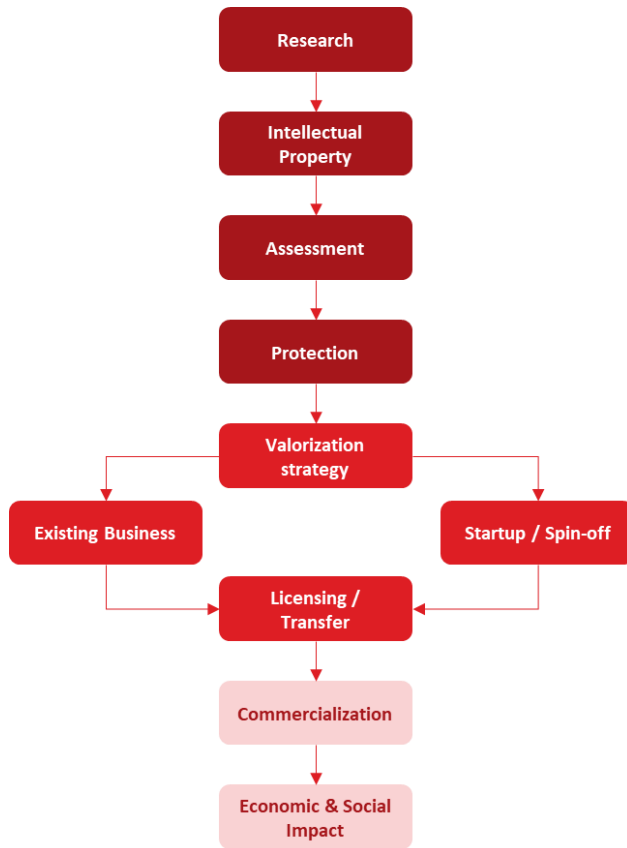 Research
Intellectual
Property
Assessment
Protection
Valorization
strategy
Existing Business
Startup / Spin-off
Licensing /
Transfer
Commercialization
Economic & Social
Impact